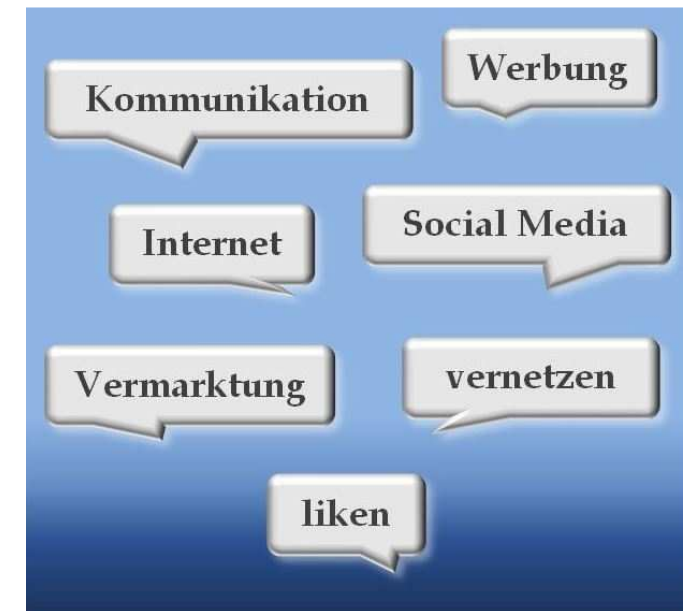 Kommunikation
Werbung
Internet
Social Media
Vermarktung
vernetzen
liken